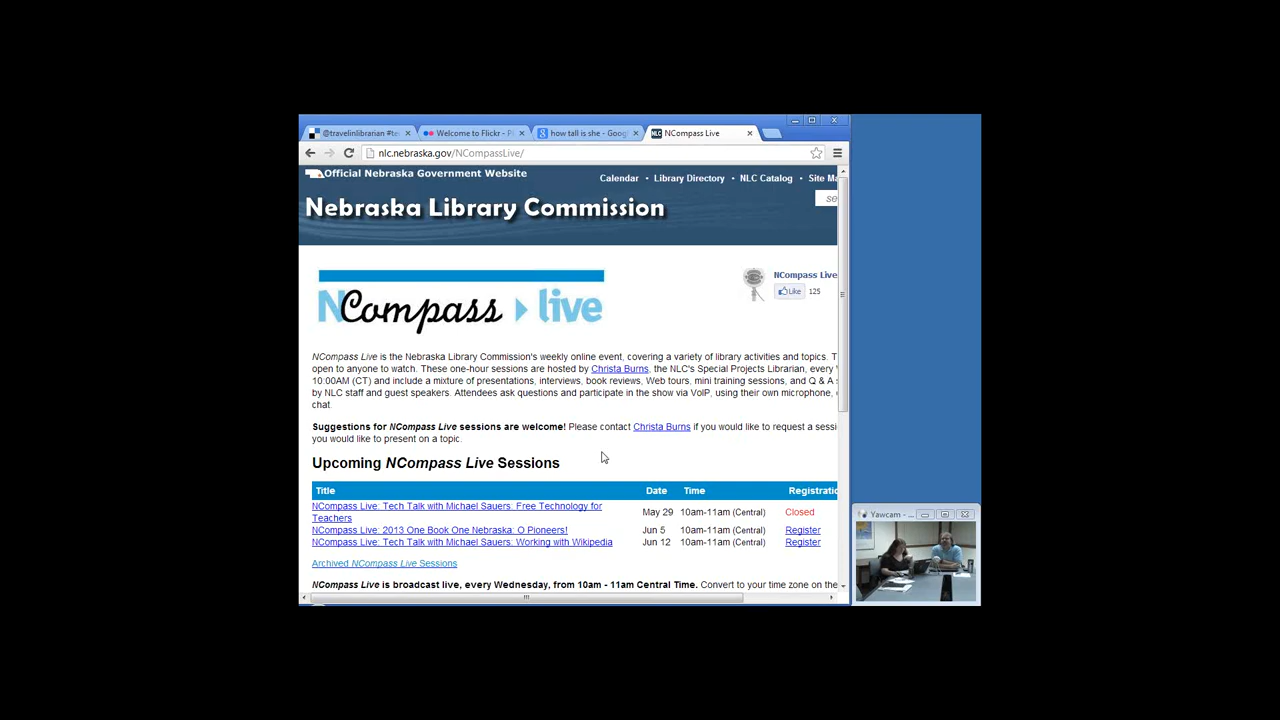 @travelinlibrarian #te
Welcome to Flickr - P
how tall is she - Goog
NCompass Live
nlc.nebraska.gov/NCompassLive/
Official Nebraska Government Website
Calendar • Library Directory • NLC Catalog • Site Ma
Nebraska Library Commission
se
NCompass live
NCompass Live
Like 125
NCompass Live is the Nebraska Library Commission's weekly online event, covering a variety of library activities and topics. T
open to anyone to watch. These one-hour sessions are hosted by Christa Burns, the NLC's Special Projects Librarian, every
10:00AM (CT) and include a mixture of presentations, interviews, book reviews, Web tours, mini training sessions, and Q & A
by NLC staff and guest speakers. Attendees ask questions and participate in the show via VoIP, using their own microphone,
chat.
Suggestions for NCompass Live sessions are welcome! Please contact Christa Burns if you would like to request a sessi
you would like to present on a topic.
Upcoming NCompass Live Sessions
Title Date Time Registratio
NCompass Live: Tech Talk with Michael Sauers: Free Technology for
Teachers
May 29 10am-11am (Central) Closed
NCompass Live: 2013 One Book One Nebraska: O Pioneers! Jun 5 10am-11am (Central) Register
NCompass Live: Tech Talk with Michael Sauers: Working with Wikipedia Jun 12 10am-11am (Central) Register
Archived NCompass Live Sessions
NCompass Live is broadcast live, every Wednesday, from 10am - 11am Central Time. Convert to your time zone on the
Yawcam - ...